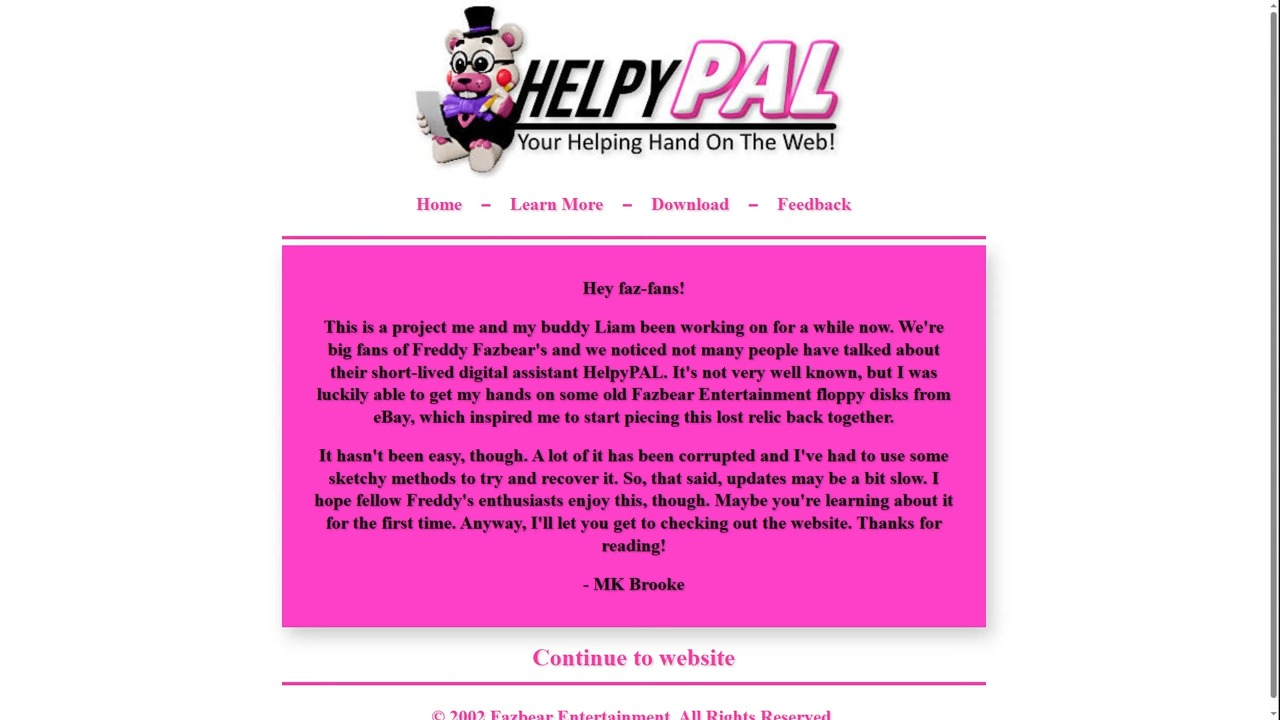 HELPYPAL
Your Helping Hand On The Web!
Home – Learn More – Download – Feedback
Hey faz-fans!
This is a project me and my buddy Liam been working on for a while now. We're
big fans of Freddy Fazbear's and we noticed not many people have talked about
their short-lived digital assistant HelpyPAL. It's not very well known, but I was
luckily able to get my hands on some old Fazbear Entertainment floppy disks from
eBay, which inspired me to start piecing this lost relic back together.
It hasn't been easy, though. A lot of it has been corrupted and I've had to use some
sketchy methods to try and recover it. So, that said, updates may be a bit slow. I
hope fellow Freddy's enthusiasts enjoy this, though. Maybe you're learning about it
for the first time. Anyway, I'll let you get to checking out the website. Thanks for
reading!
- MK Brooke
Continue to website
© 2002 Fazbear Entertainment. All Rights Reserved.